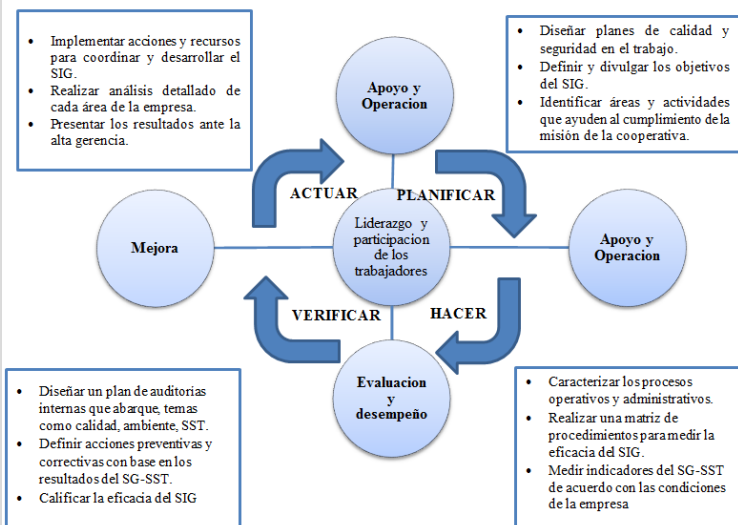 • Implementar acciones y recursos
para coordinar y desarrollar el
SIG.
• Realizar análisis detallado de
cada área de la empresa.
• Presentar los resultados ante la
alta gerencia.
Apoyo y
Operacion
• Diseñar planes de calidad y
seguridad en el trabajo.
• Definir y divulgar los objetivos
del SIG.
• Identificar áreas y actividades
que ayuden al cumplimiento de la
misión de la cooperativa.
ACTUAR
PLANIFICAR
Mejora
Liderazgo y
participacion
de los
trabajadores
Apoyo y
Operación
VERIFICAR
HACER
Evaluacion
y
desempeño
• Diseñar un plan de auditorias
internas que abarque, temas
como calidad, ambiente, SST.
• Definir acciones preventivas y
correctivas con base en los
resultados del SG-SST.
• Calificar la eficacia del SIG
• Caracterizar los procesos
operativos y administrativos.
• Realizar una matriz de
procedimientos para medir la
eficacia del SIG.
• Medir indicadores del SG-SST
de acuerdo con las condiciones
de la empresa